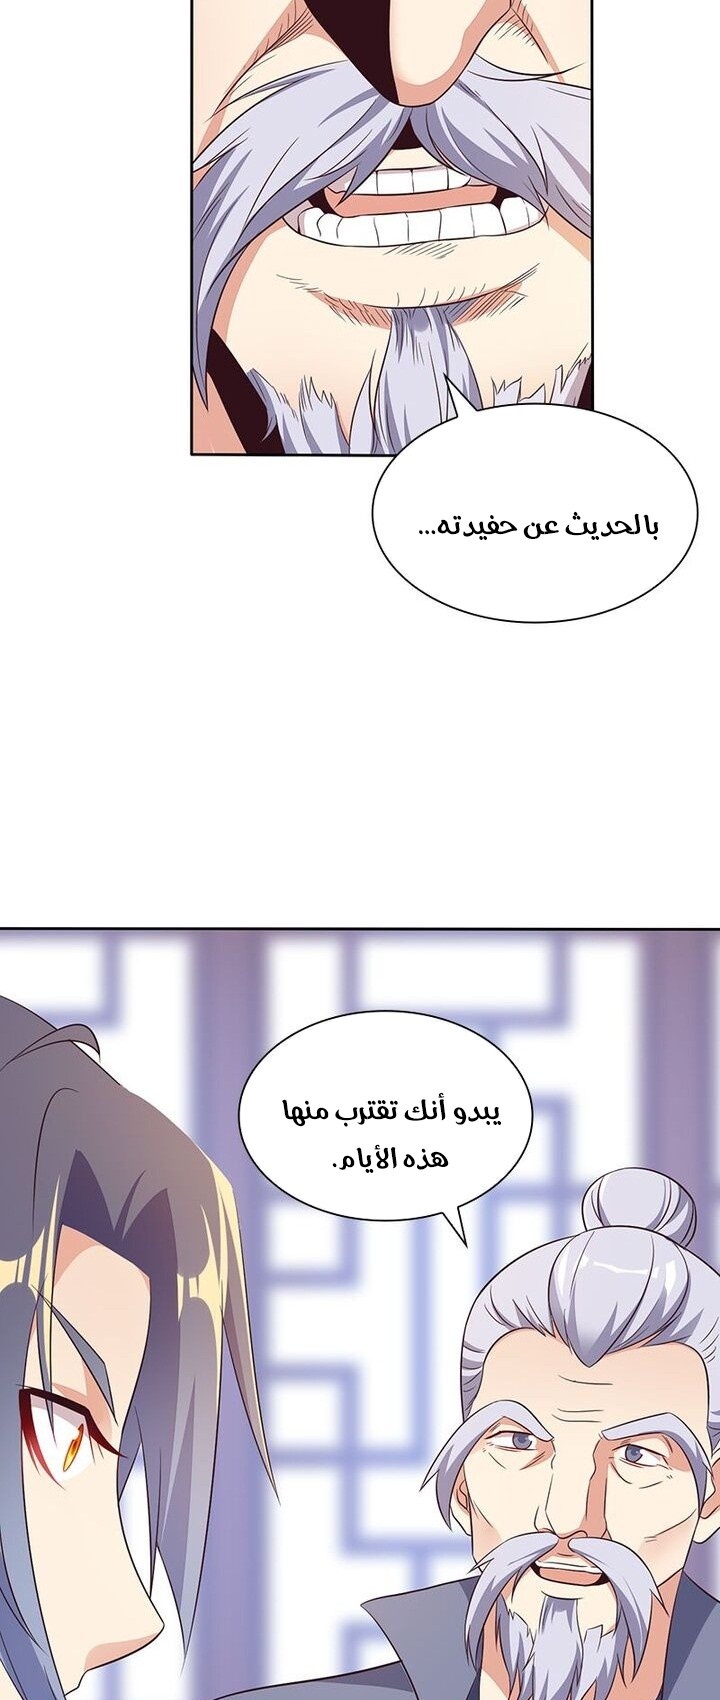 بالحديث عن حفيدته...
يبدو أنك تقترب منها
هذه الأيام.